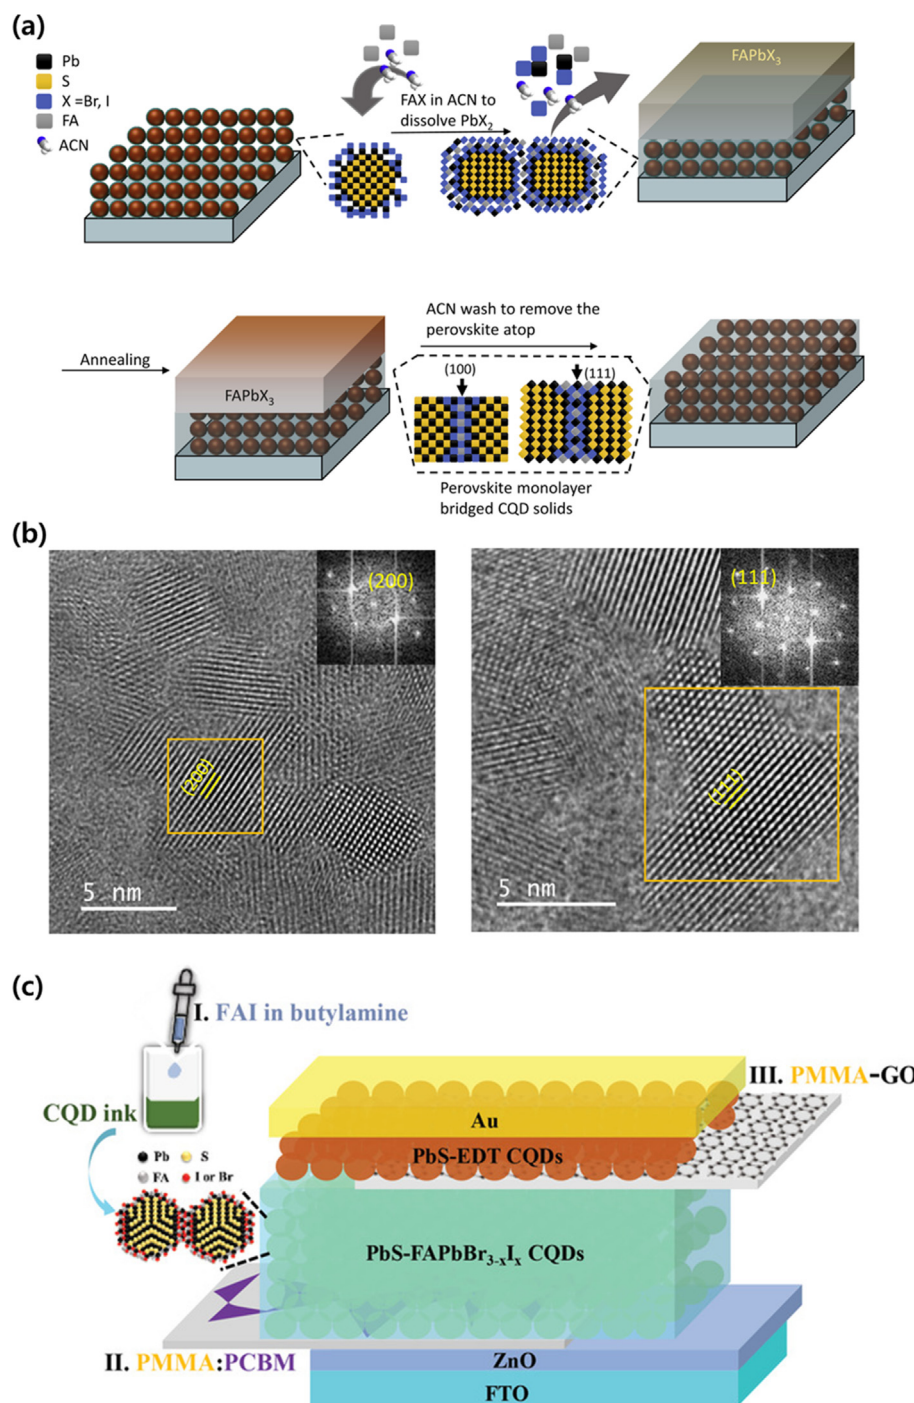 (a)
Pb
S
X =Br, I
FA
ACN
FAX in ACN to
dissolve PbX₂
FAPbX₃
Annealing
FAPbX₃
ACN wash to remove the
perovskite atop
(100)
(111)
Perovskite monolayer
bridged CQD solids
(b)
(200)
(200)
5 nm
(111)
(111)
5 nm
(c)
I. FAI in butylamine
CQD ink
Pb
S
FA
I or Br
III. PMMA-GO
Au
PbS-EDT CQDs
PbS-FAPbBr₃₋ₓIₓ CQDs
II. PMMA:PCBM
ZnO
FTO